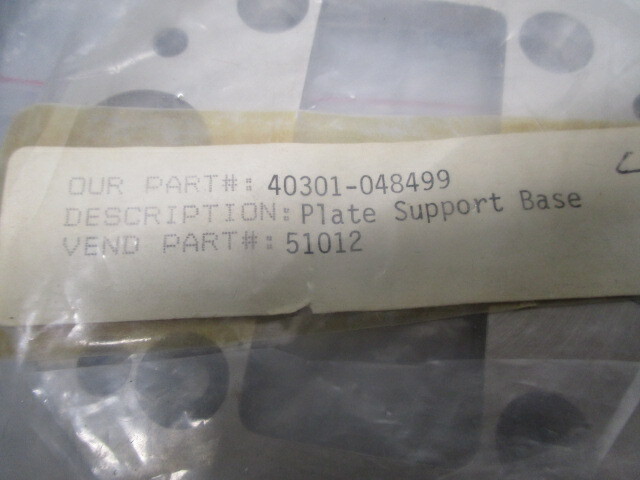 OUR PART#: 40301-048499
DESCRIPTION: Plate Support Base
VEND PART#: 51012